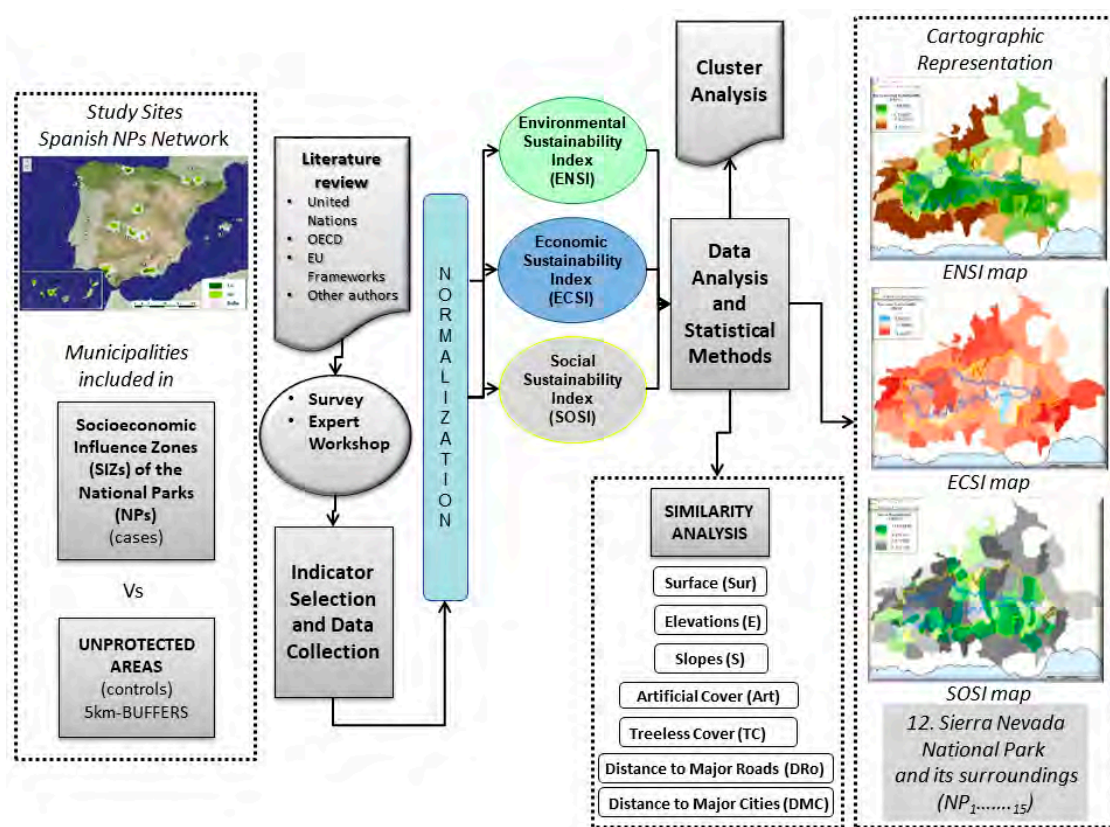 Study Sites
Spanish NPs Network
Municipalities
included in
Socioeconomic
Influence Zones
(SIZs) of the
National Parks
(NPs)
(cases)
Vs
UNPROTECTED
AREAS
(controls)
5km-BUFFERS
Literature
review
• United
Nations
• OECD
• EU
Frameworks
• Other authors
• Survey
• Expert
Workshop
Indicator
Selection
and Data
Collection
NORMALIZATION
Environmental
Sustainability
Index
(ENSI)
Economic
Sustainability
Index
(ECSI)
Social
Sustainability
Index
(SOSI)
Cluster
Analysis
Data
Analysis
and
Statistical
Methods
SIMILARITY
ANALYSIS
Surface (Sur)
Elevations (E)
Slopes (S)
Artificial Cover (Art)
Treeless Cover (TC)
Distance to Major Roads (DRo)
Distance to Major Cities (DMC)
Cartographic
Representation
ENSI map
ECSI map
SOSI map
12. Sierra Nevada
National Park
and its surroundings
(NP1.......15)